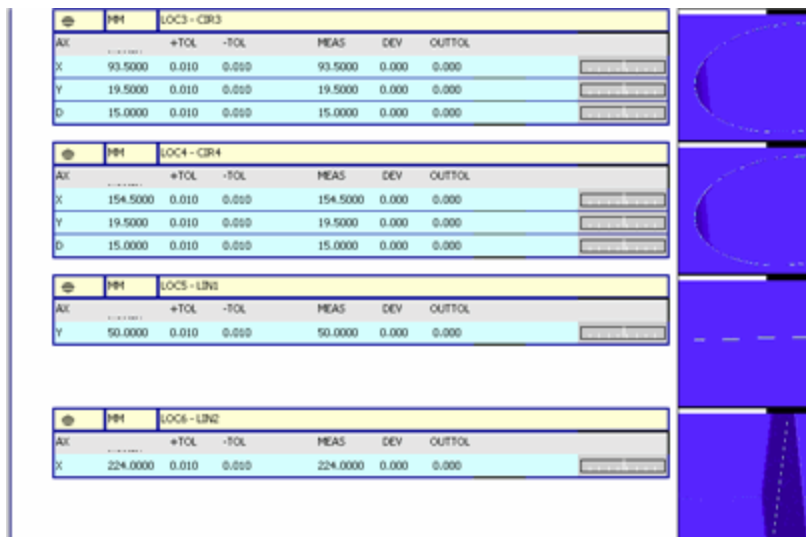 MM LOC3 - CIR3
AX +TOL -TOL MEAS DEV OUTTOL
X 93.5000 0.010 0.010 93.5000 0.000 0.000
Y 19.5000 0.010 0.010 19.5000 0.000 0.000
D 15.0000 0.010 0.010 15.0000 0.000 0.000
MM LOC4 - CIR4
AX +TOL -TOL MEAS DEV OUTTOL
X 154.5000 0.010 0.010 154.5000 0.000 0.000
Y 19.5000 0.010 0.010 19.5000 0.000 0.000
D 15.0000 0.010 0.010 15.0000 0.000 0.000
MM LOC5 - LIN1
AX +TOL -TOL MEAS DEV OUTTOL
Y 50.0000 0.010 0.010 50.0000 0.000 0.000
MM LOC6 - LIN2
AX +TOL -TOL MEAS DEV OUTTOL
X 224.0000 0.010 0.010 224.0000 0.000 0.000